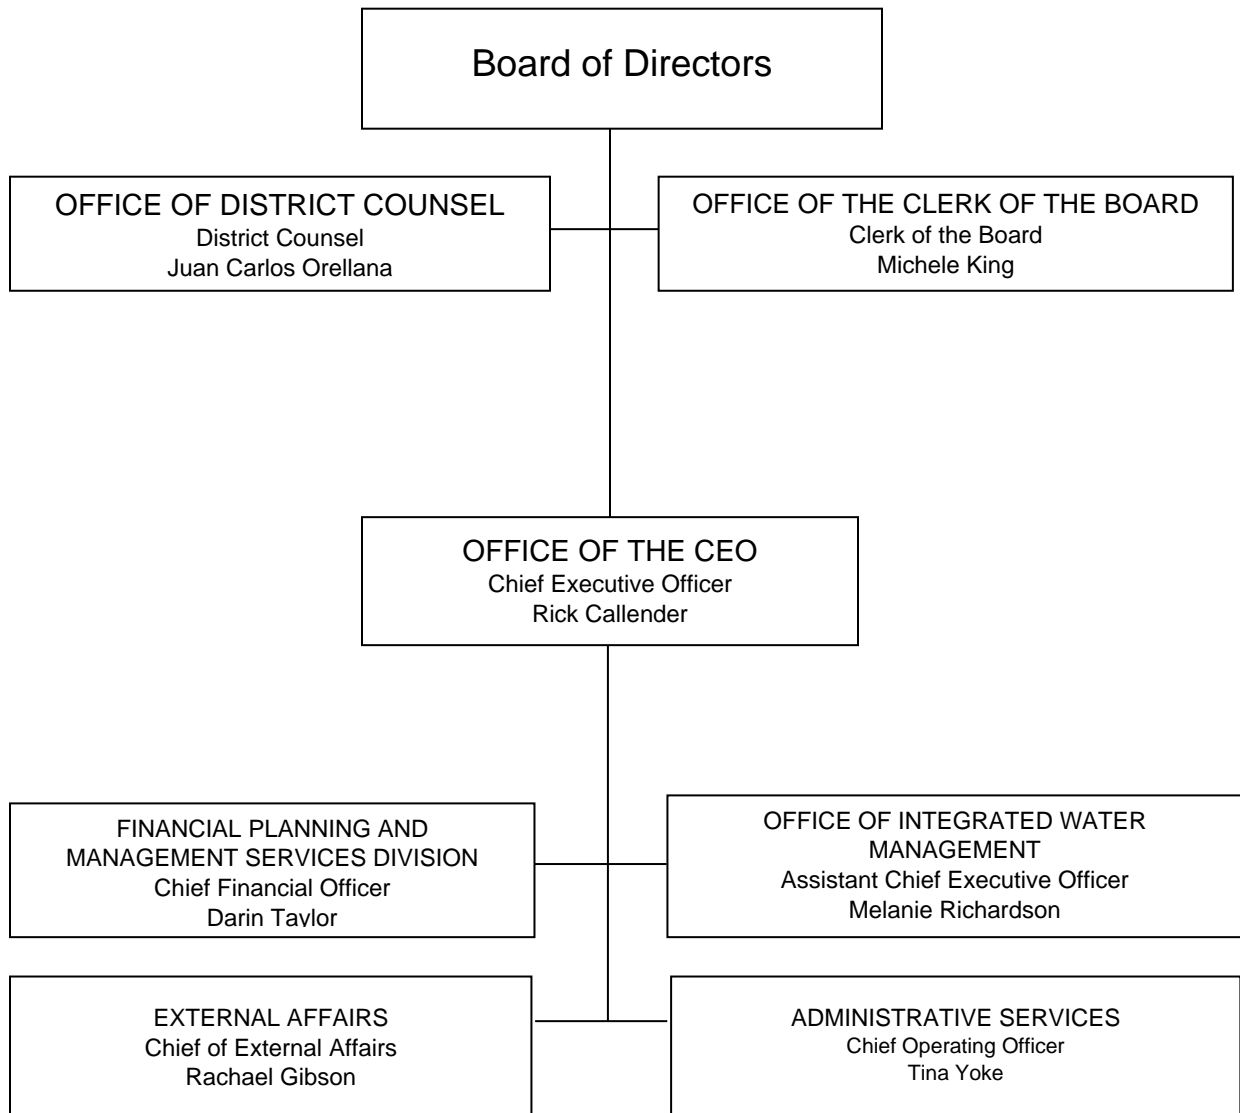 Board of Directors
OFFICE OF DISTRICT COUNSEL
District Counsel
Juan Carlos Orellana
OFFICE OF THE CLERK OF THE BOARD
Clerk of the Board
Michele King
OFFICE OF THE CEO
Chief Executive Officer
Rick Callender
FINANCIAL PLANNING AND
MANAGEMENT SERVICES DIVISION
Chief Financial Officer
Darin Taylor
OFFICE OF INTEGRATED WATER
MANAGEMENT
Assistant Chief Executive Officer
Melanie Richardson
EXTERNAL AFFAIRS
Chief of External Affairs
Rachael Gibson
ADMINISTRATIVE SERVICES
Chief Operating Officer
Tina Yoke